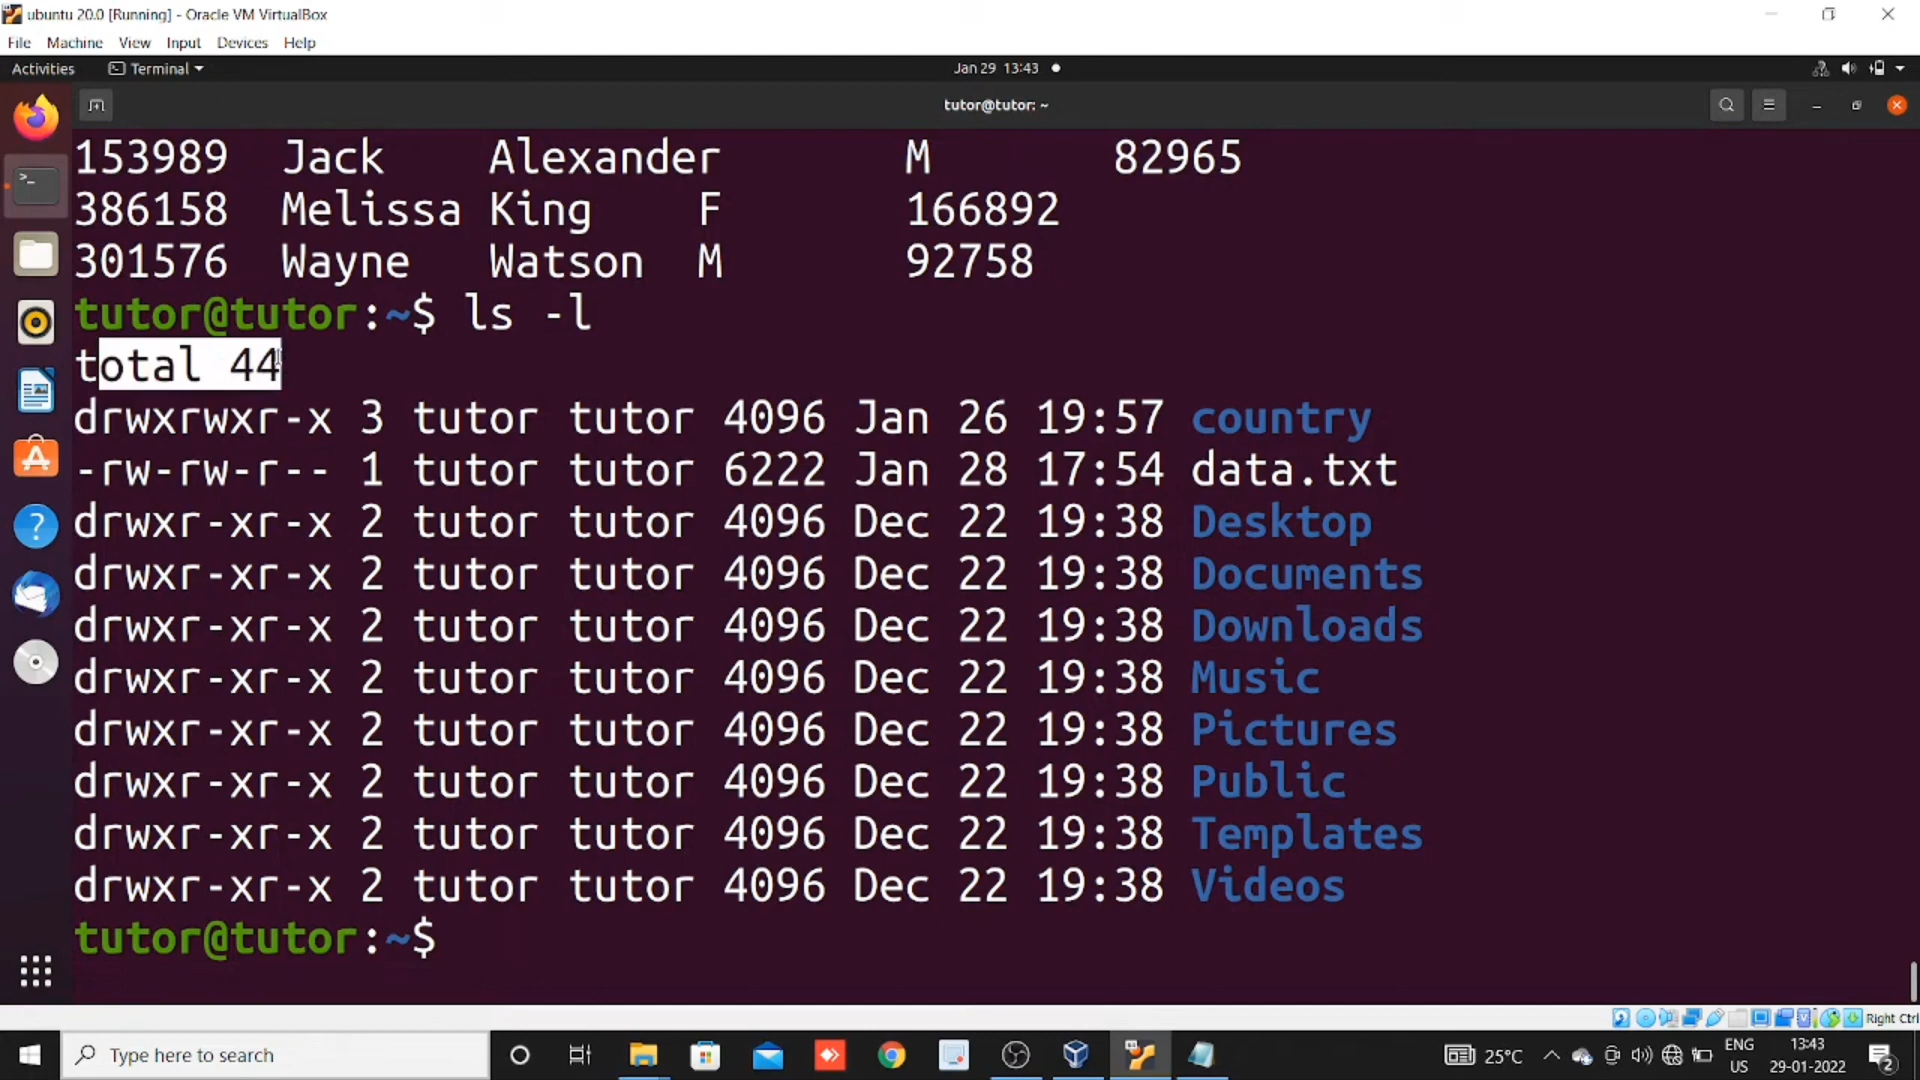 ubuntu 20.0 [Running] - Oracle VM VirtualBox
File Machine View Input Devices Help
Activities Terminal Jan 29 13:43
tutor@tutor: ~
153989 Jack Alexander M 82965
386158 Melissa King F 166892
301576 Wayne Watson M 92758
tutor@tutor:~$ ls -l
total 44
drwxrwxr-x 3 tutor tutor 4096 Jan 26 19:57 country
-rw-rw-r-- 1 tutor tutor 6222 Jan 28 17:54 data.txt
drwxr-xr-x 2 tutor tutor 4096 Dec 22 19:38 Desktop
drwxr-xr-x 2 tutor tutor 4096 Dec 22 19:38 Documents
drwxr-xr-x 2 tutor tutor 4096 Dec 22 19:38 Downloads
drwxr-xr-x 2 tutor tutor 4096 Dec 22 19:38 Music
drwxr-xr-x 2 tutor tutor 4096 Dec 22 19:38 Pictures
drwxr-xr-x 2 tutor tutor 4096 Dec 22 19:38 Public
drwxr-xr-x 2 tutor tutor 4096 Dec 22 19:38 Templates
drwxr-xr-x 2 tutor tutor 4096 Dec 22 19:38 Videos
tutor@tutor:~$
Right Ctrl
Type here to search
25°C
ENG
US
13:43
29-01-2022
2